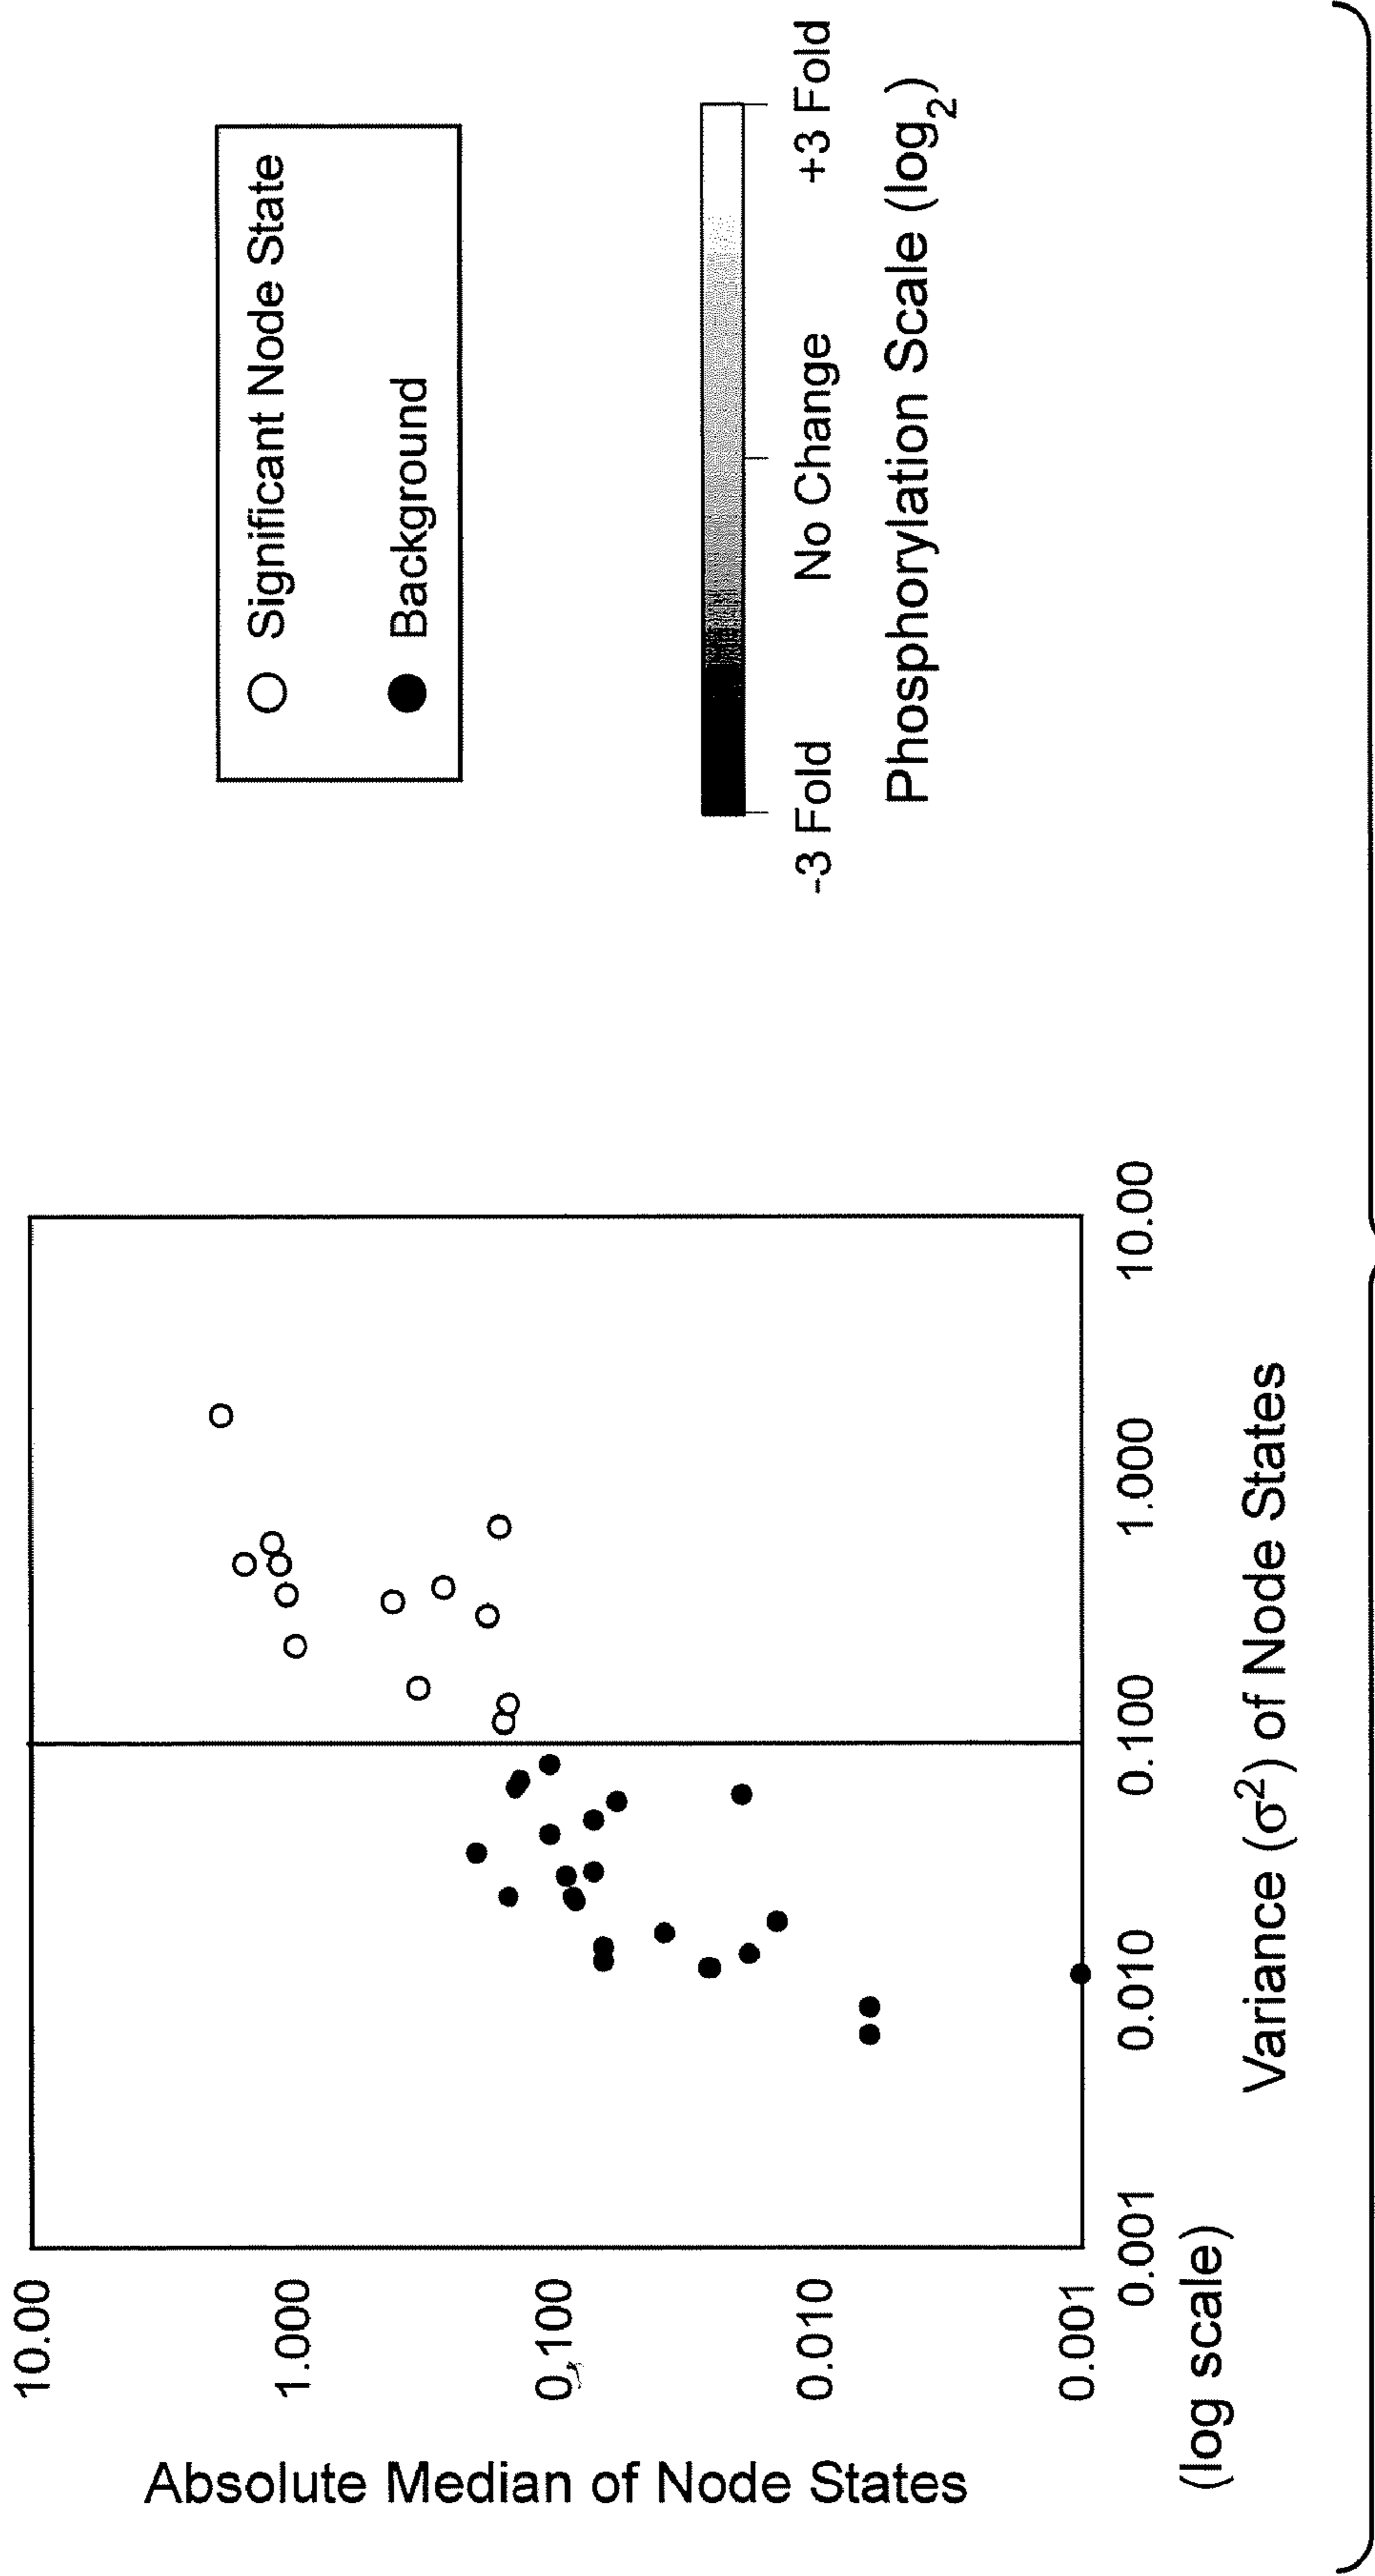 Absolute Median of Node States
10.00
1.000
0.100
0.010
0.001
(log scale)
0.001
0.010
0.100
1.000
10.00
Variance (σ²) of Node States
Significant Node State
Background
-3 Fold
No Change
+3 Fold
Phosphorylation Scale (log₂)